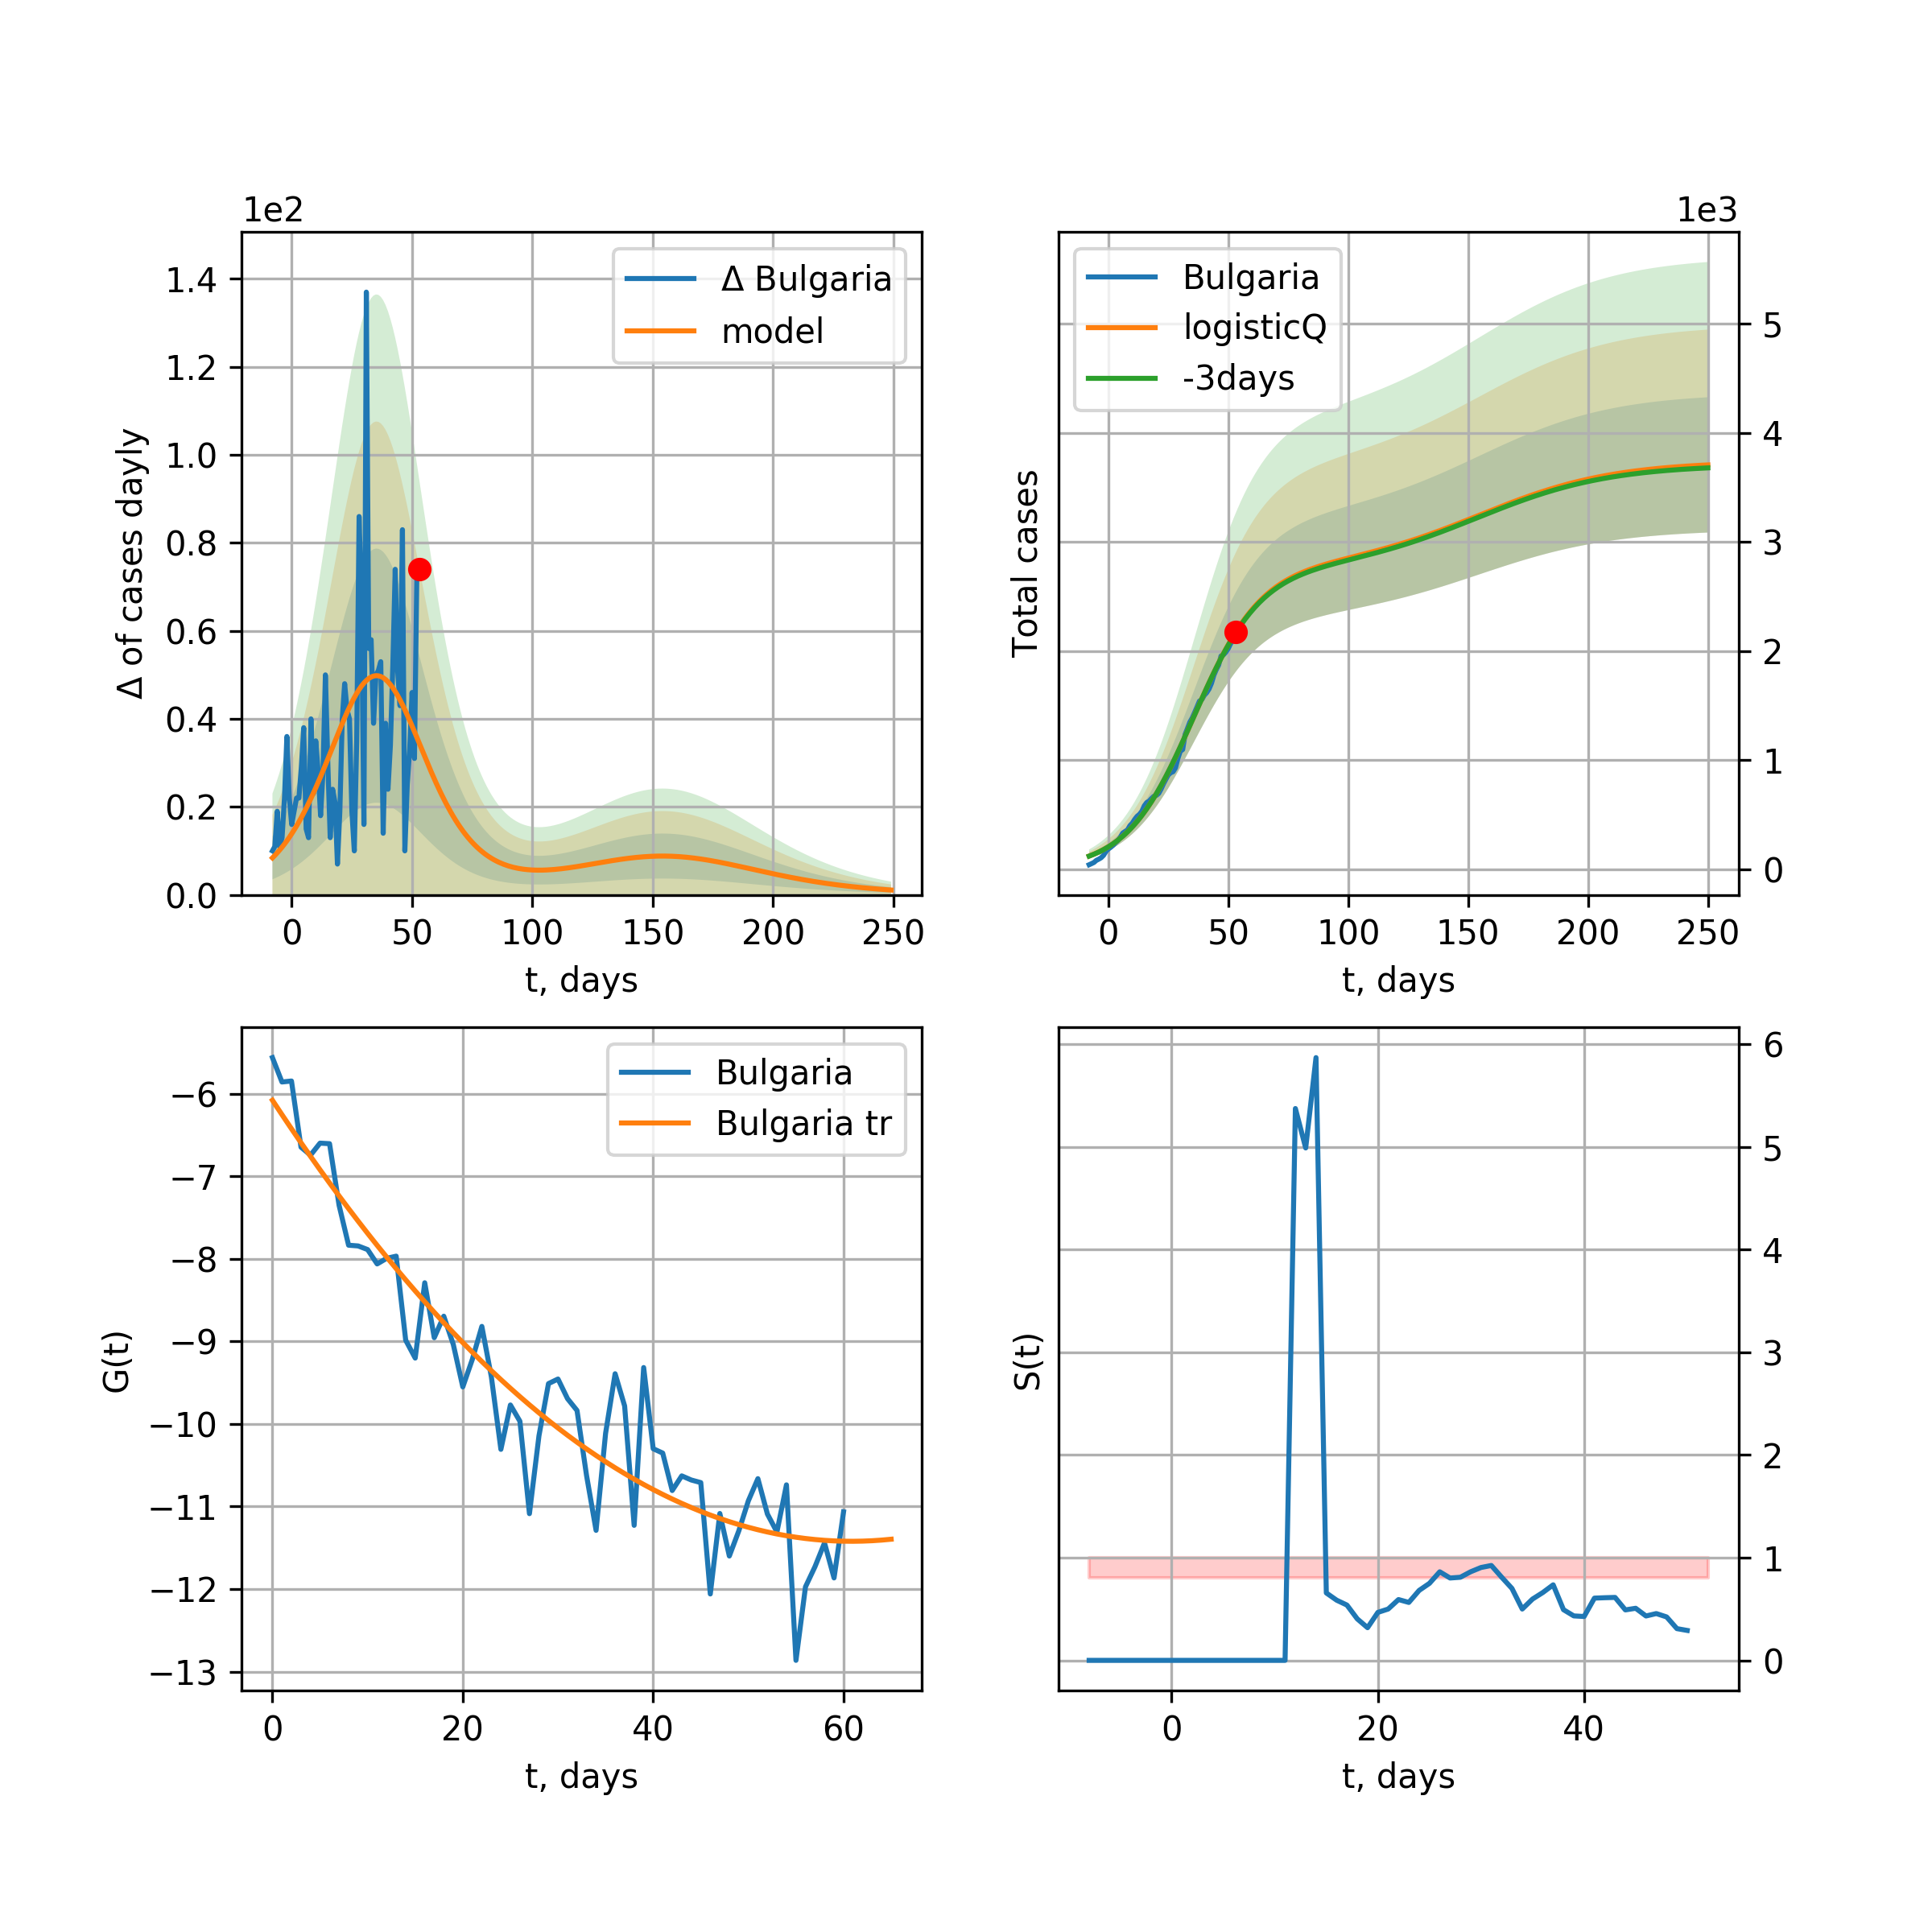 1e2
Δ of cases dayly
1.4
1.2
1.0
0.8
0.6
0.4
0.2
0.0
Δ Bulgaria
model
0 50 100 150 200 250
t, days
1e3
Total cases
Bulgaria
logisticQ
-3days
5
4
3
2
1
0
0 50 100 150 200 250
t, days
G(t)
−6
−7
−8
−9
−10
−11
−12
−13
Bulgaria
Bulgaria tr
0 20 40 60
t, days
S(t)
6
5
4
3
2
1
0
0 20 40
t, days